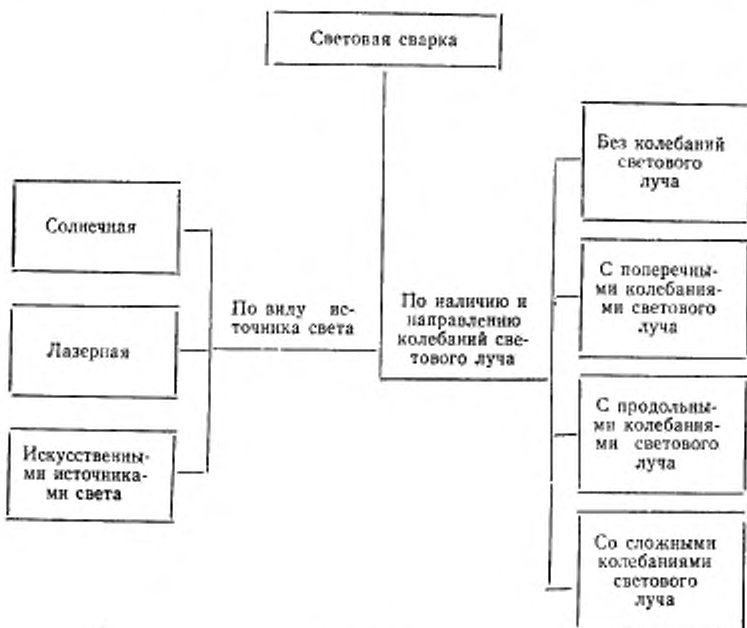 Световая сварка
Солнечная
Лазерная
Искусственны-
ми источника-
ми света
По виду ис-
точника света
По наличию и
направлению
колебаний све-
тового луча
Без колебаний
светового
луча
С поперечны-
ми колебания-
ми светового
луча
С продольны-
ми колебания-
ми светового
луча
Со сложными
колебаниями
светового
луча